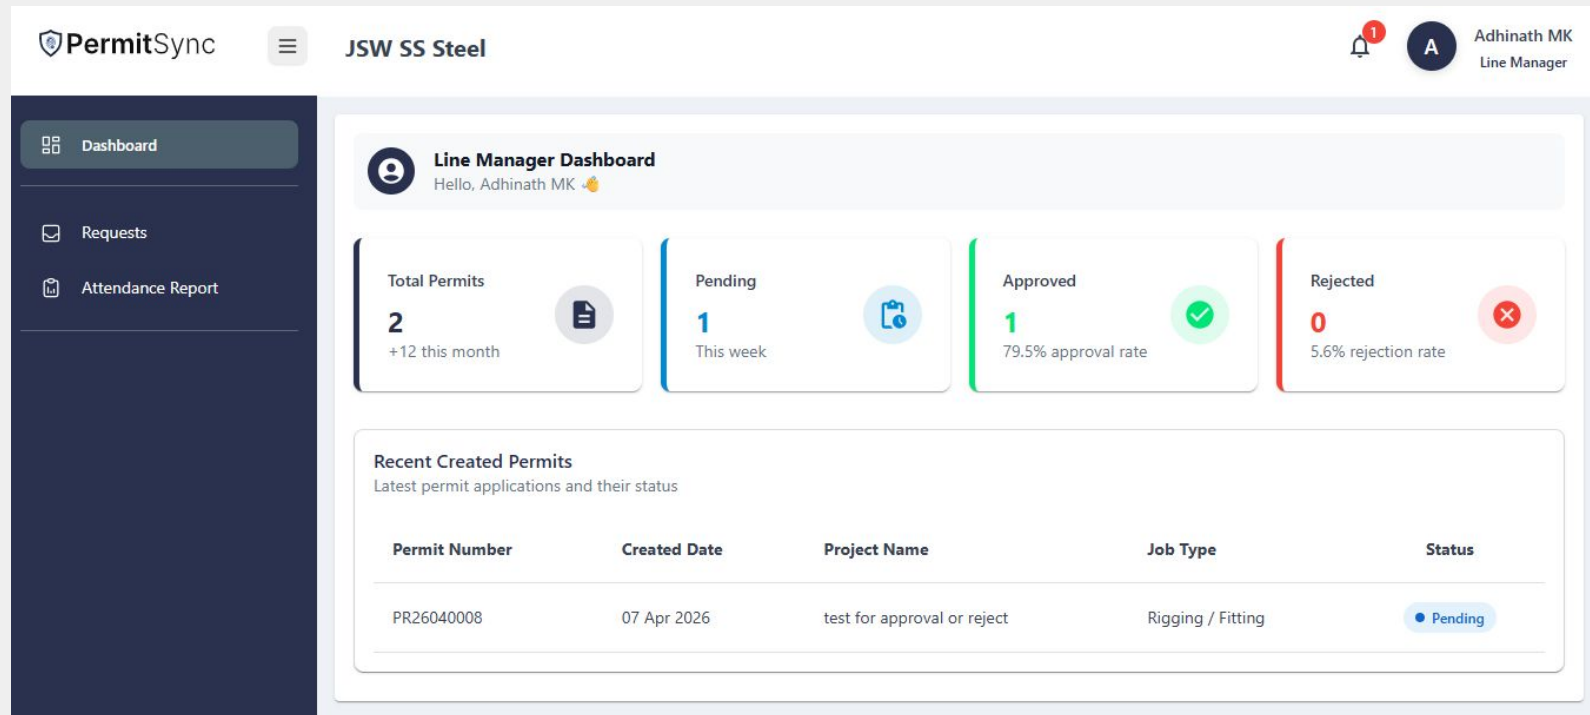 PermitSync
JSW SS Steel
1
A
Adhinath MK
Line Manager
Dashboard
Requests
Attendance Report
Line Manager Dashboard
Hello, Adhinath MK 👋
Total Permits
2
+12 this month
Pending
1
This week
Approved
1
79.5% approval rate
Rejected
0
5.6% rejection rate
Recent Created Permits
Latest permit applications and their status
Permit Number Created Date Project Name Job Type Status
PR26040008 07 Apr 2026 test for approval or reject Rigging / Fitting Pending